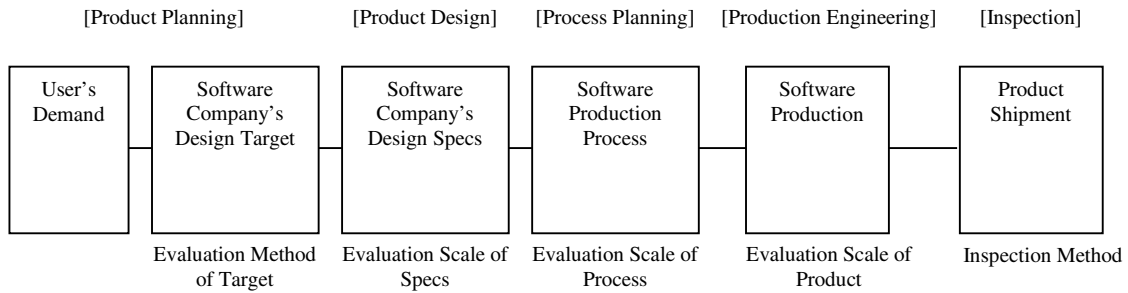 [Product Planning]
[Product Design]
[Process Planning]
[Production Engineering]
[Inspection]
User's
Demand
Software
Company's
Design Target
Software
Company's
Design Specs
Software
Production
Process
Software
Production
Product
Shipment
Evaluation Method
of Target
Evaluation Scale of
Specs
Evaluation Scale of
Process
Evaluation Scale of
Product
Inspection Method